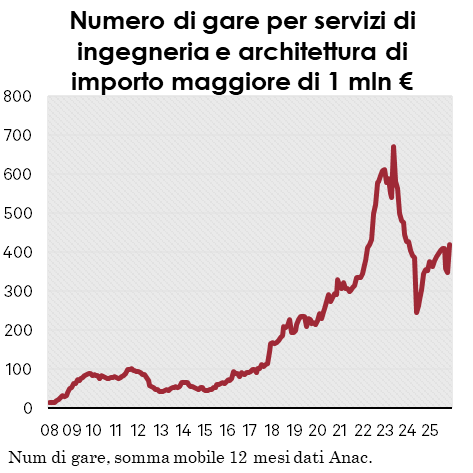 Numero di gare per servizi di
ingegneria e architettura di
importo maggiore di 1 mln €
800
700
600
500
400
300
200
100
0
08 09 10 11 12 13 14 15 16 17 18 19 20 21 22 23 24 25
Num di gare, somma mobile 12 mesi dati Anac.